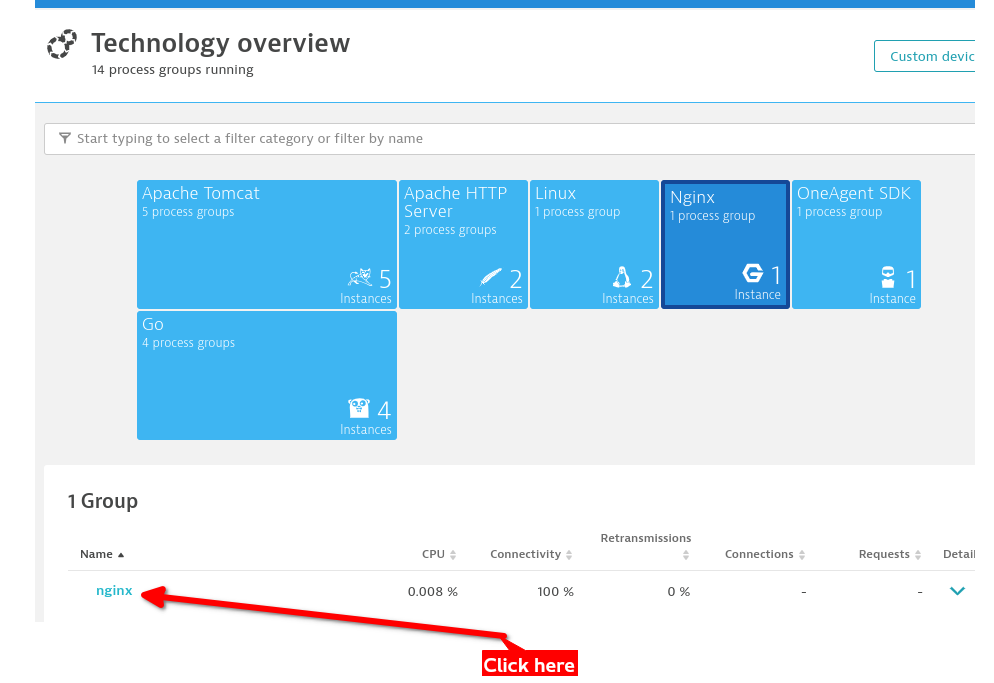 Technology overview
14 process groups running
Custom devic
Start typing to select a filter category or filter by name
Apache Tomcat
5 process groups
5
Instances
Apache HTTP
Server
2 process groups
2
Instances
Linux
1 process group
2
Instances
Nginx
1 process group
1
Instance
OneAgent SDK
1 process group
1
Instance
Go
4 process groups
4
Instances
1 Group
Name CPU Connectivity Retransmissions Connections Requests Detail
nginx 0.008 % 100 % 0 % - -
Click here